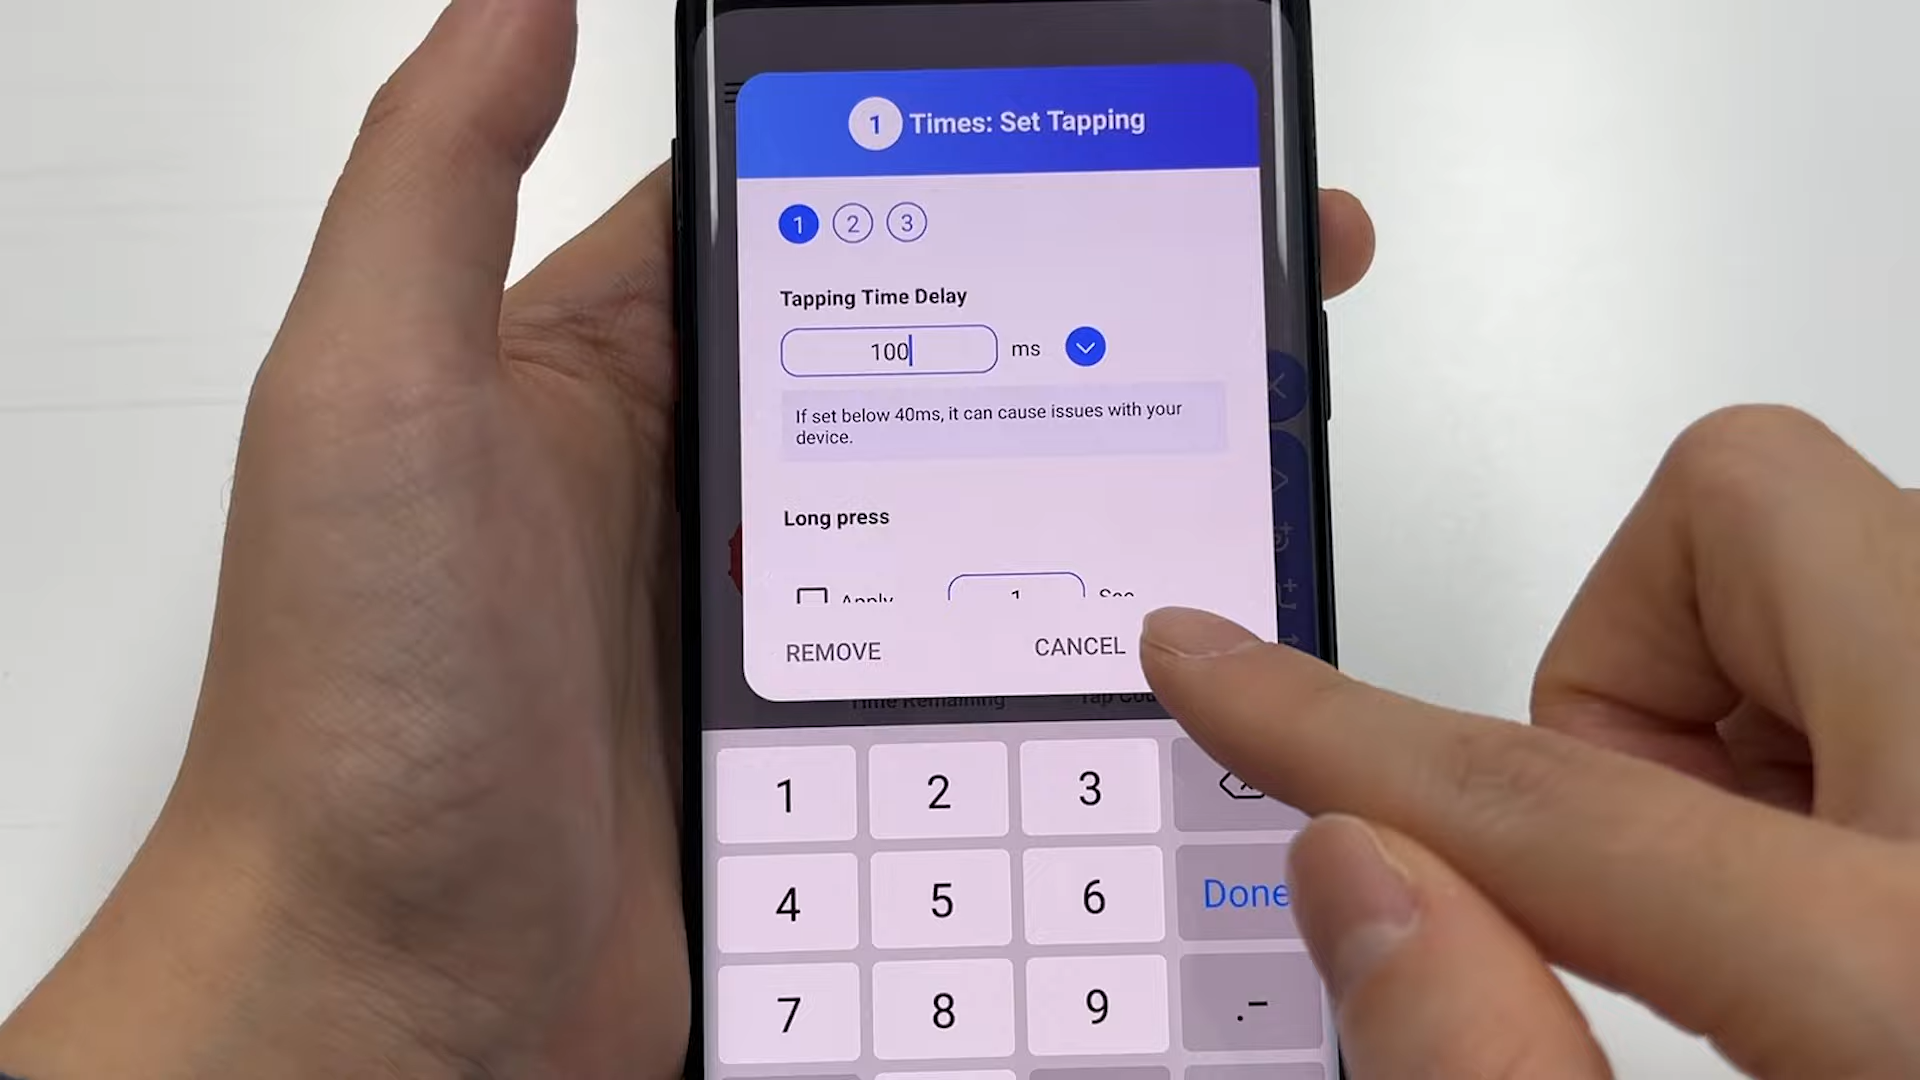 1 Times: Set Tapping
1 2 3
Tapping Time Delay
100 ms
If set below 40ms, it can cause issues with your
device.
Long press
Apply 1 Sec
REMOVE CANCEL
Time Remaining
1 2 3
4 5 6 Done
7 8 9 .-